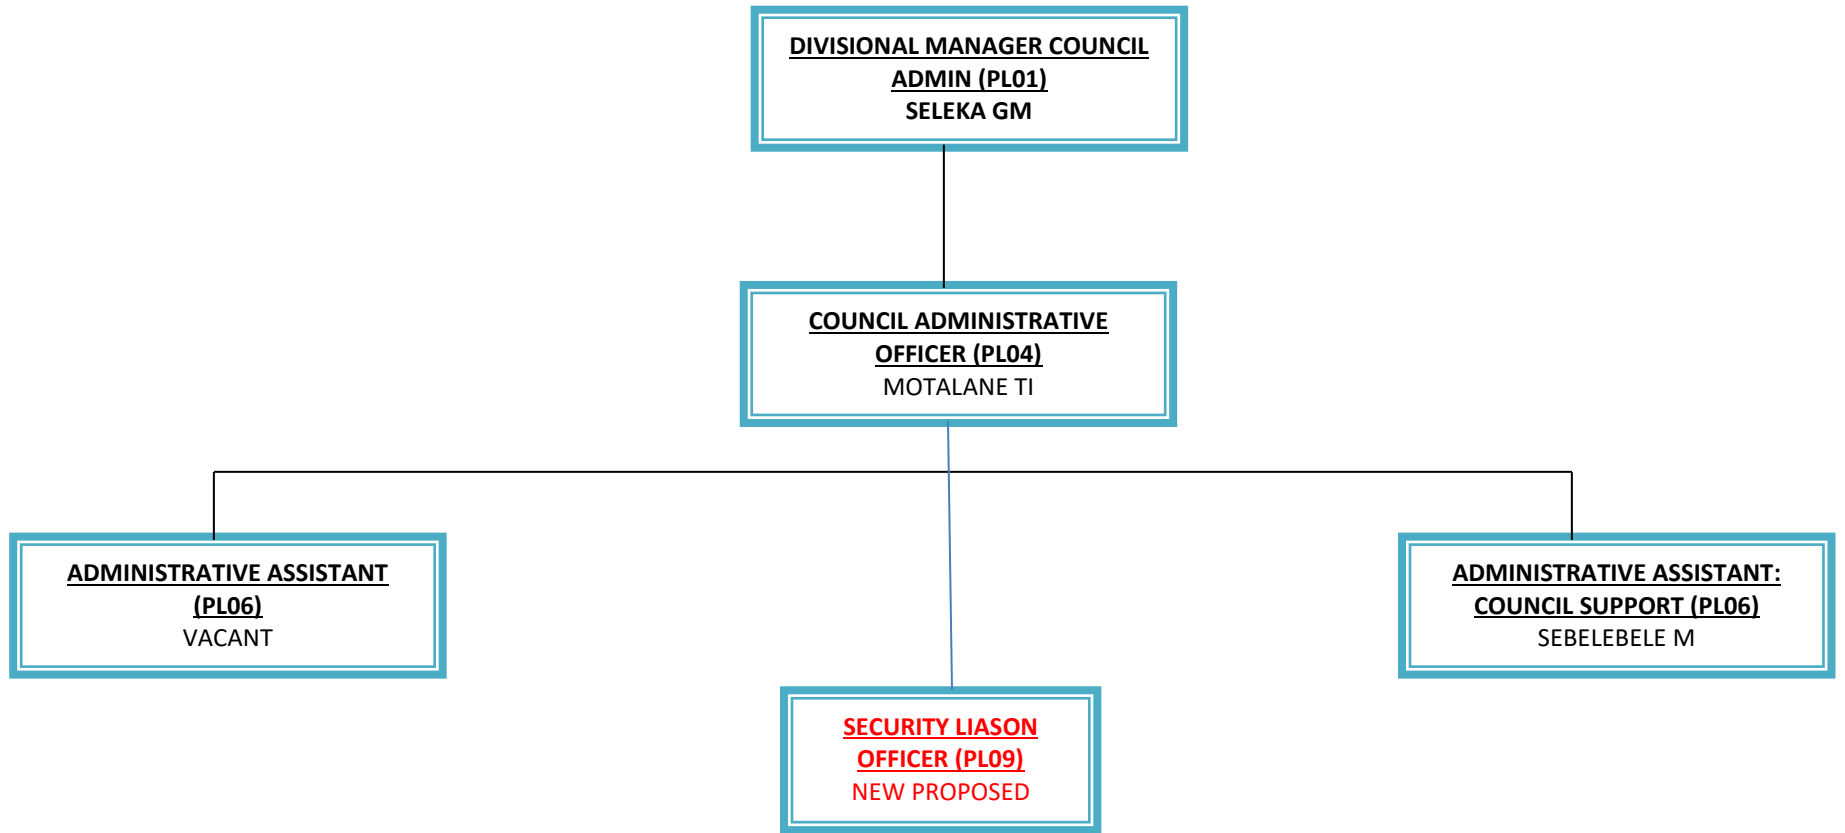 DIVISIONAL MANAGER COUNCIL
ADMIN (PL01)
SELEKA GM
COUNCIL ADMINISTRATIVE
OFFICER (PL04)
MOTALANE TI
ADMINISTRATIVE ASSISTANT
(PL06)
VACANT
ADMINISTRATIVE ASSISTANT:
COUNCIL SUPPORT (PL06)
SEBELEBELE M
SECURITY LIASON
OFFICER (PL09)
NEW PROPOSED